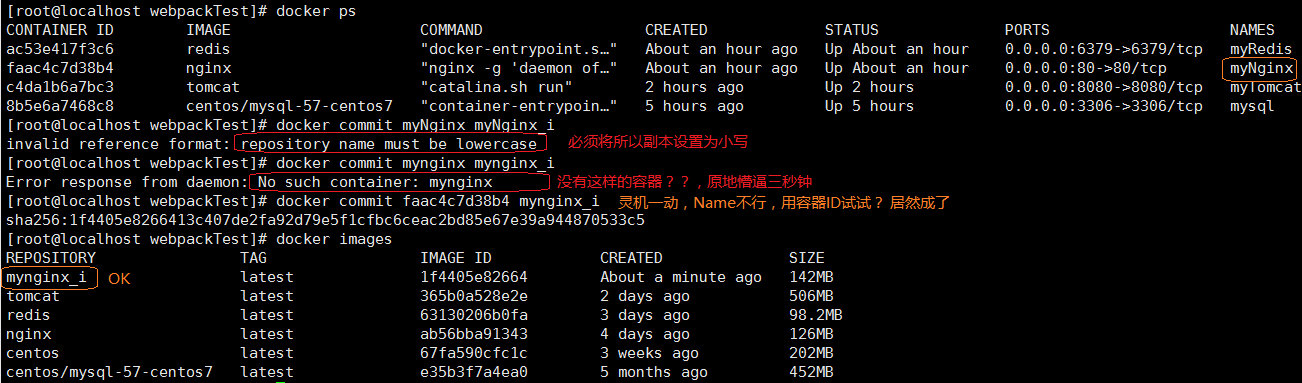 [root@localhost webpackTest]# docker ps
CONTAINER ID IMAGE COMMAND CREATED STATUS PORTS NAMES
ac53e417f3c6 redis "docker-entrypoint.s…" About an hour ago Up About an hour 0.0.0.0:6379->6379/tcp myRedis
faac4c7d38b4 nginx "nginx -g 'daemon of…" About an hour ago Up About an hour 0.0.0.0:80->80/tcp myNginx
c4da1b6a7bc3 tomcat "catalina.sh run" 2 hours ago Up 2 hours 0.0.0.0:8080->8080/tcp myTomcat
8b5e6a7468c8 centos/mysql-57-centos7 "container-entrypoin…" 5 hours ago Up 5 hours 0.0.0.0:3306->3306/tcp mysql
[root@localhost webpackTest]# docker commit myNginx myNginx_i
invalid reference format: repository name must be lowercase 必须将所以副本设置为小写
[root@localhost webpackTest]# docker commit mynginx mynginx_i
Error response from daemon: No such container: mynginx 没有这样的容器？？，原地懵逼三秒钟
[root@localhost webpackTest]# docker commit faac4c7d38b4 mynginx_i 灵机一动，Name不行，用容器ID试试？ 居然成了
sha256:1f4405e8266413c407de2fa92d79e5f1cfbc6ceac2bd85e67e39a944870533c5
[root@localhost webpackTest]# docker images
REPOSITORY TAG IMAGE ID CREATED SIZE
mynginx_i OK latest 1f4405e82664 About a minute ago 142MB
tomcat latest 365b0a528e2e 2 days ago 506MB
redis latest 63130206b0fa 3 days ago 98.2MB
nginx latest ab56bba91343 4 days ago 126MB
centos latest 67fa590cfc1c 3 weeks ago 202MB
centos/mysql-57-centos7 latest e35b3f7a4ea0 5 months ago 452MB